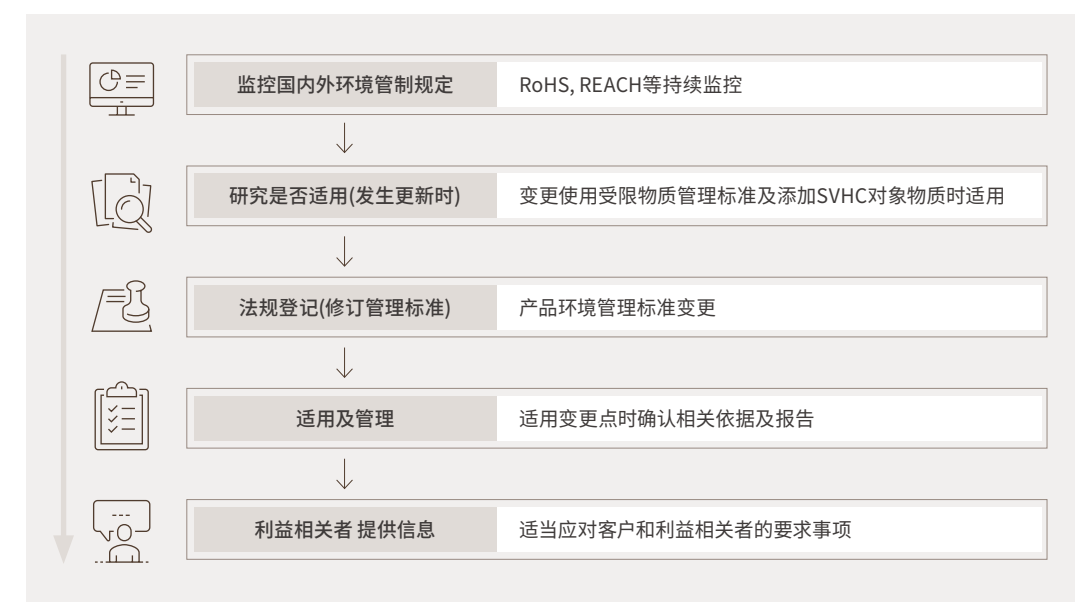 监控国内外环境管制规定
RoHS, REACH等持续监控
研究是否适用(发生更新时)
变更使用受限物质管理标准及添加SVHC对象物质时适用
法规登记(修订管理标准)
产品环境管理标准变更
适用及管理
适用变更点时确认相关依据及报告
利益相关者 提供信息
适当应对客户和利益相关者的要求事项